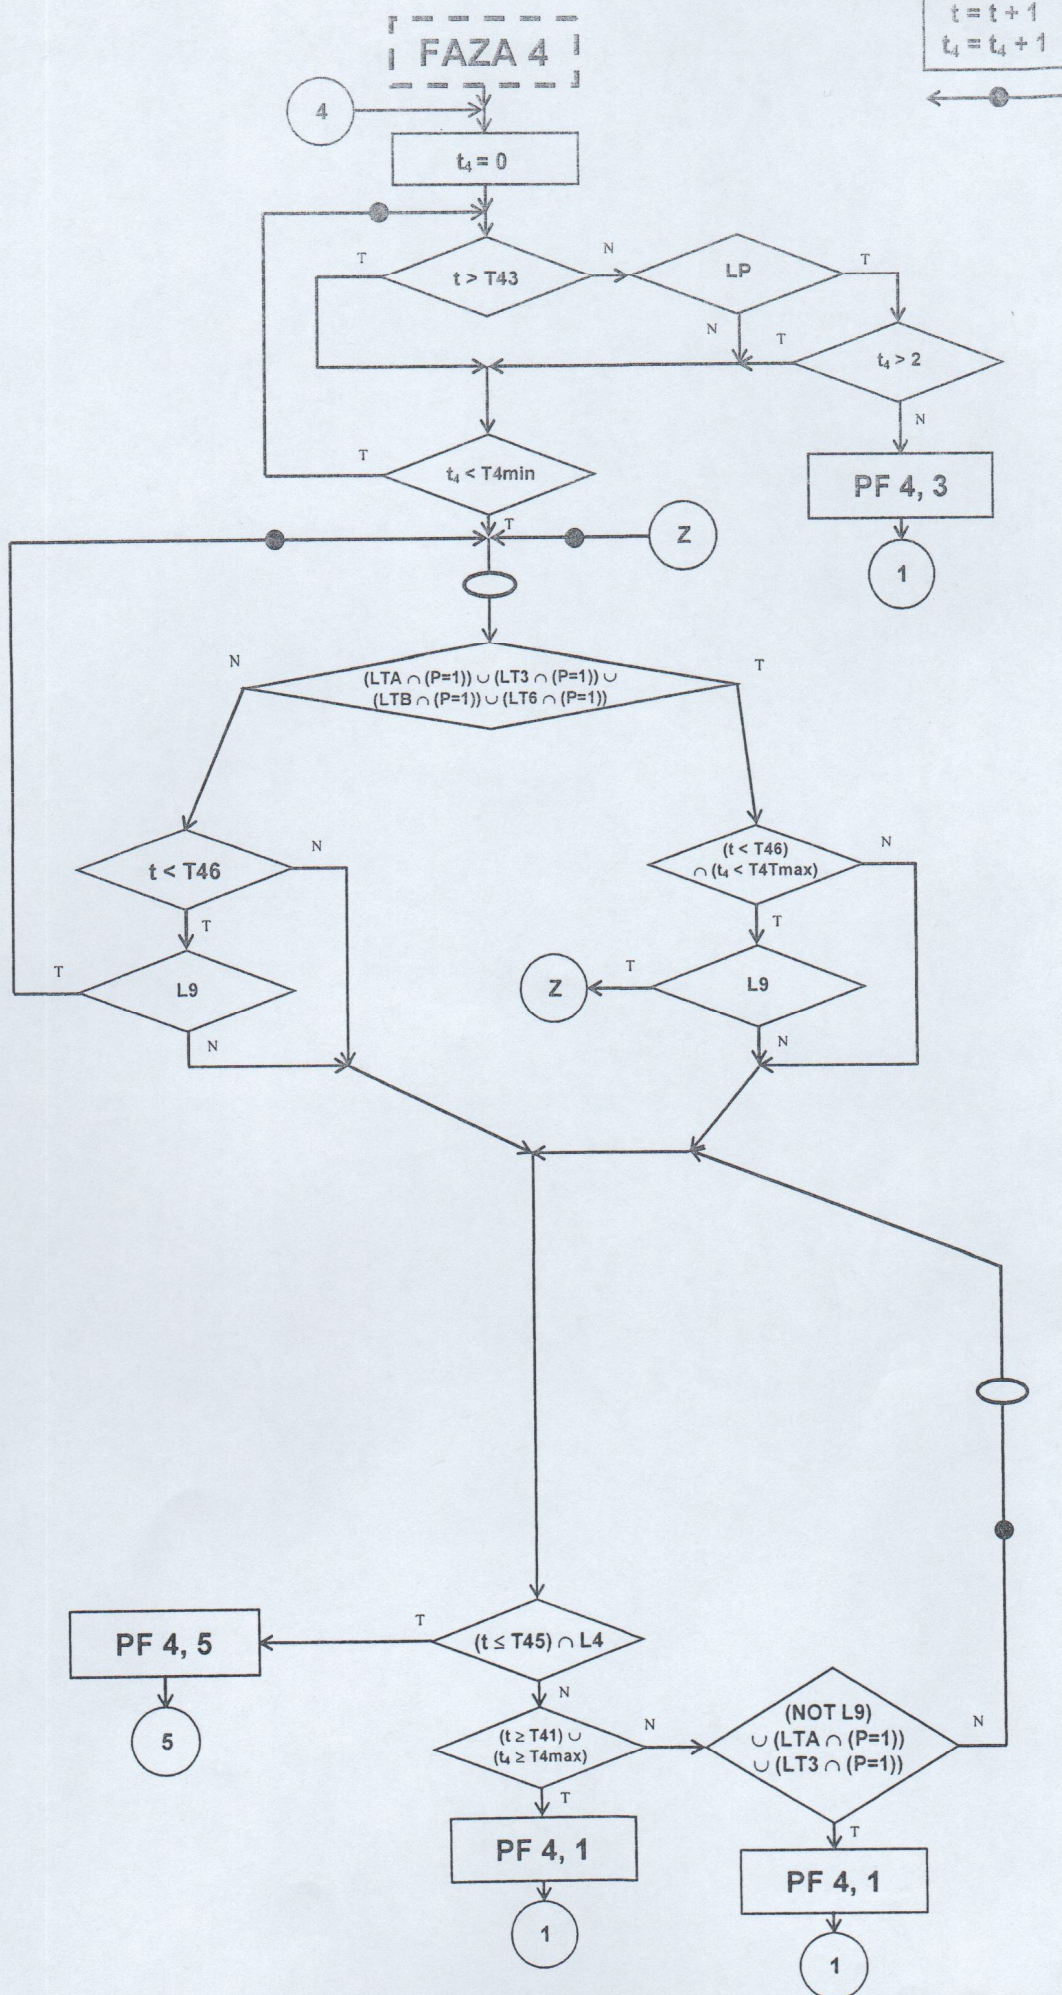 t = t + 1
t₄ = t₄ + 1
FAZA 4
4
t₄ = 0
T
t > T43
N
LP
T
N
T
t₄ > 2
N
T
t₄ < T4min
PF 4, 3
T
Z
1
N
(LTA ∩ (P=1)) ∪ (LT3 ∩ (P=1)) ∪
(LTB ∩ (P=1)) ∪ (LT6 ∩ (P=1))
T
t < T46
N
(t < T46)
∩ (t₄ < T4Tmax)
N
T
T
T
L9
N
Z
T
L9
N
PF 4, 5
T
(t ≤ T45) ∩ L4
5
N
(t ≥ T41) ∪
(t₄ ≥ T4max)
N
(NOT L9)
∪ (LTA ∩ (P=1))
∪ (LT3 ∩ (P=1))
N
T
T
PF 4, 1
PF 4, 1
1
1